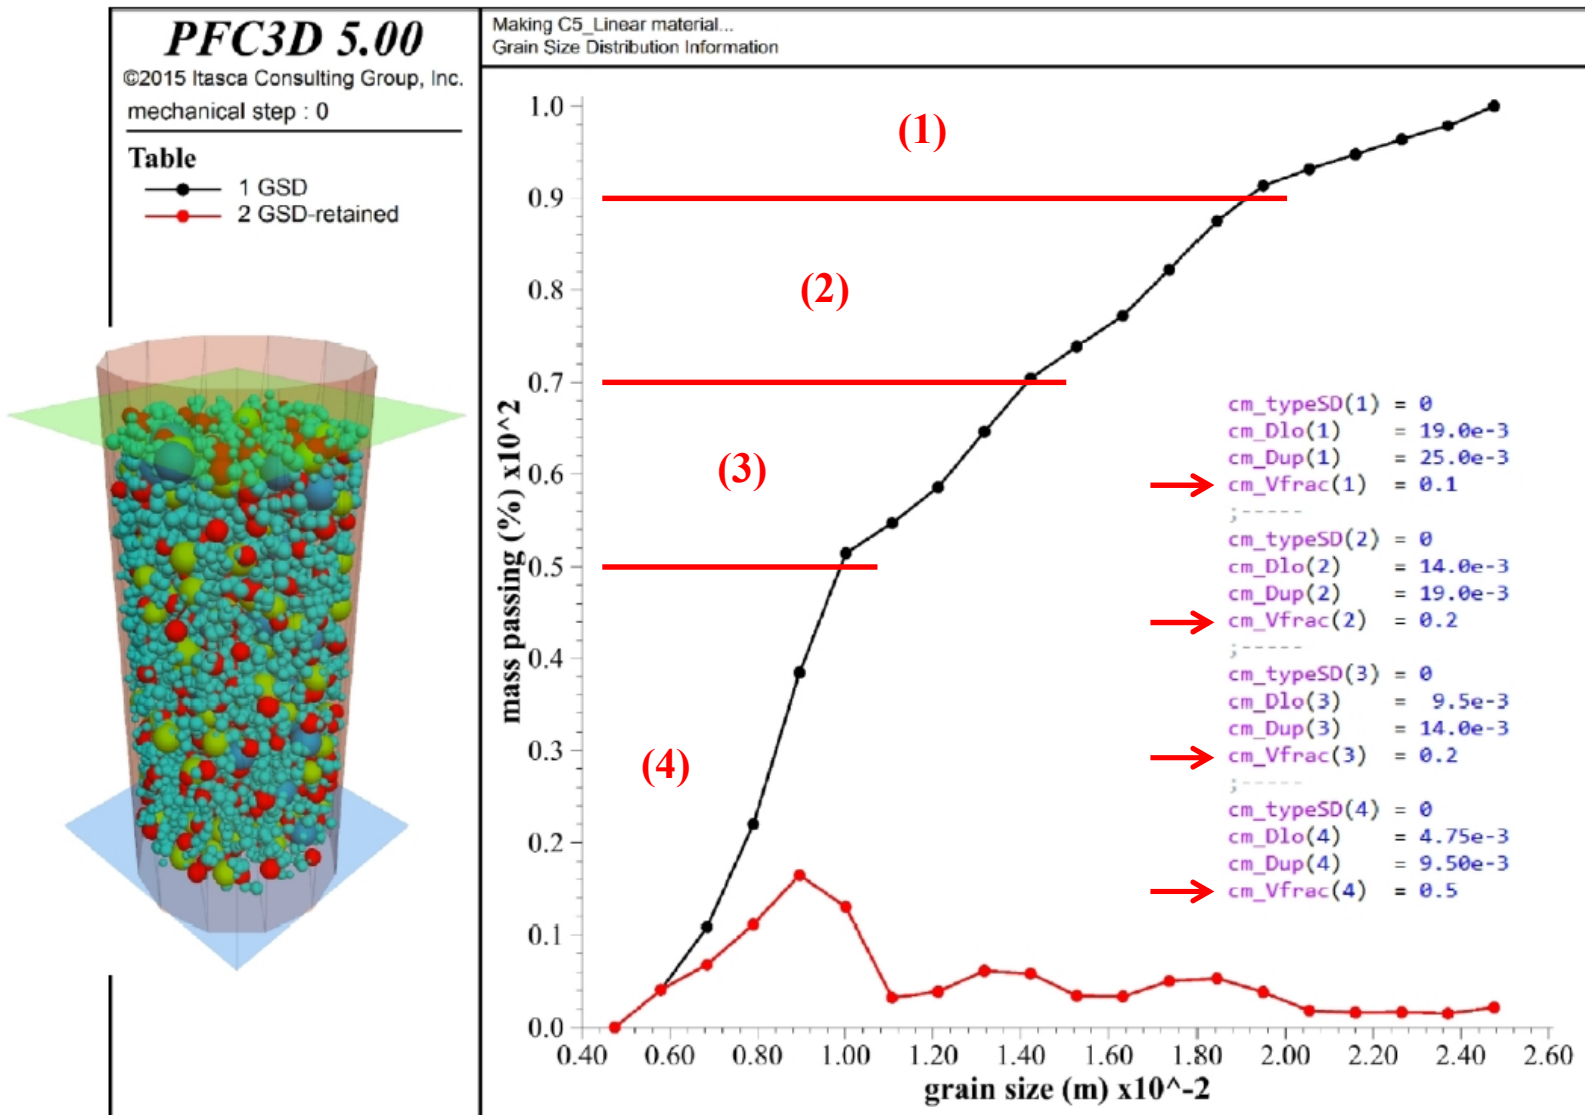 PFC3D 5.00
©2015 Itasca Consulting Group, Inc.
mechanical step : 0
Table
1 GSD
2 GSD-retained
Making C5_Linear material...
Grain Size Distribution Information
mass passing (%) x10^2
1.0
0.9
0.8
0.7
0.6
0.5
0.4
0.3
0.2
0.1
0.0
(1)
(2)
(3)
(4)
cm_typeSD(1) = 0
cm_Dlo(1) = 19.0e-3
cm_Dup(1) = 25.0e-3
cm_Vfrac(1) = 0.1
;-----
cm_typeSD(2) = 0
cm_Dlo(2) = 14.0e-3
cm_Dup(2) = 19.0e-3
cm_Vfrac(2) = 0.2
;-----
cm_typeSD(3) = 0
cm_Dlo(3) = 9.5e-3
cm_Dup(3) = 14.0e-3
cm_Vfrac(3) = 0.2
;-----
cm_typeSD(4) = 0
cm_Dlo(4) = 4.75e-3
cm_Dup(4) = 9.50e-3
cm_Vfrac(4) = 0.5
0.40 0.60 0.80 1.00 1.20 1.40 1.60 1.80 2.00 2.20 2.40 2.60
grain size (m) x10^-2